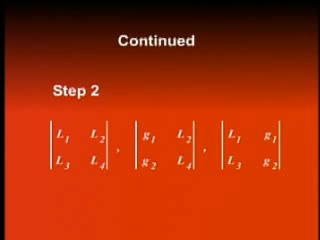 Continued
Step 2
| L₁ L₂ | , | g₁ L₂ | , | L₁ g₁ |
| L₃ L₄ | | g₂ L₄ | | L₃ g₂ |